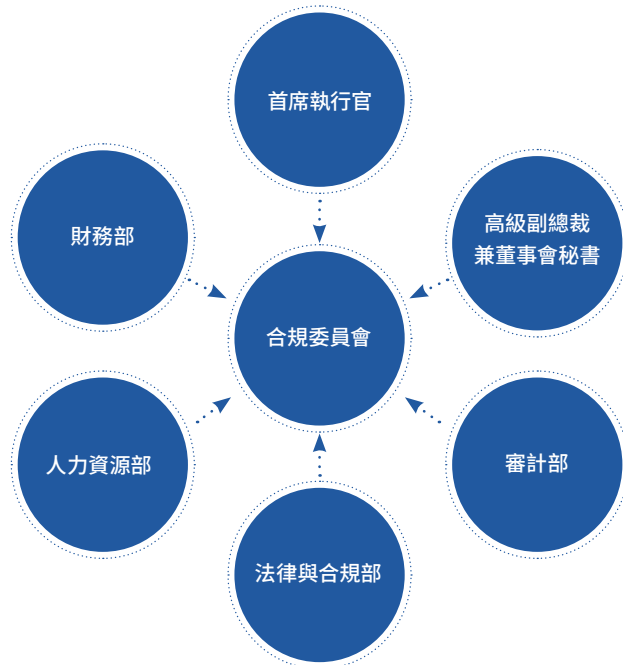 首席執行官
財務部
高級副總裁
兼董事會秘書
合規委員會
人力資源部
審計部
法律與合規部